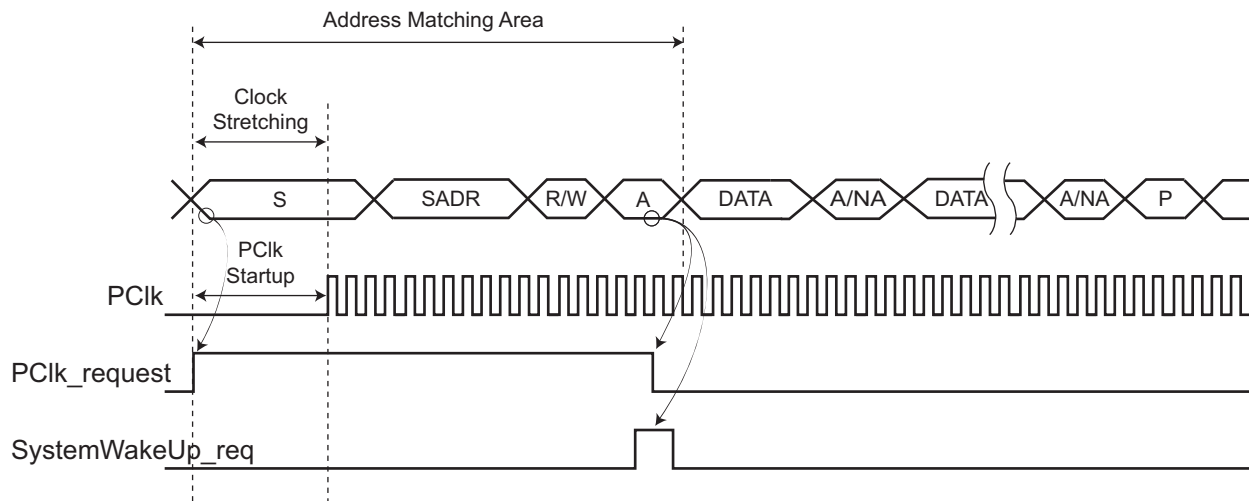 Address Matching Area
Clock
Stretching
S SADR R/W A DATA A/NA DATA A/NA P
PClk
Startup
PClk
PClk_request
SystemWakeUp_req